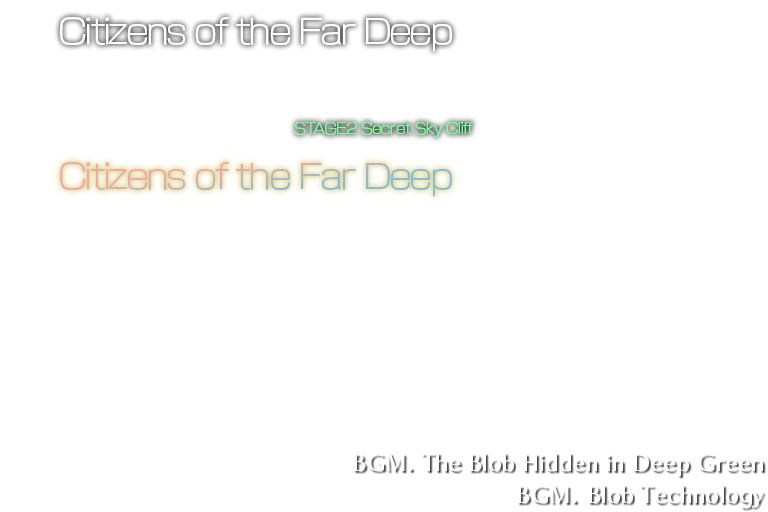 Citizens of the Far Deep
STAGE2 Secret Sky Cliff
Citizens of the Far Deep
BGM. The Blob Hidden in Deep Green
BGM. Blob Technology